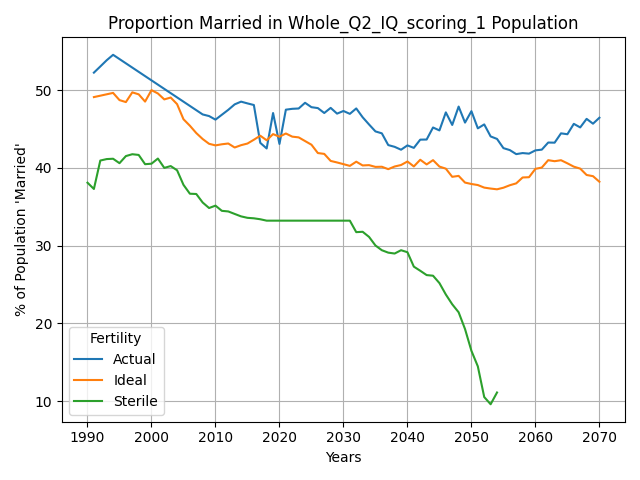 Proportion Married in Whole_Q2_IQ_scoring_1 Population
% of Population 'Married'
50
40
30
20
10
Fertility
Actual
Ideal
Sterile
1990 2000 2010 2020 2030 2040 2050 2060 2070
Years